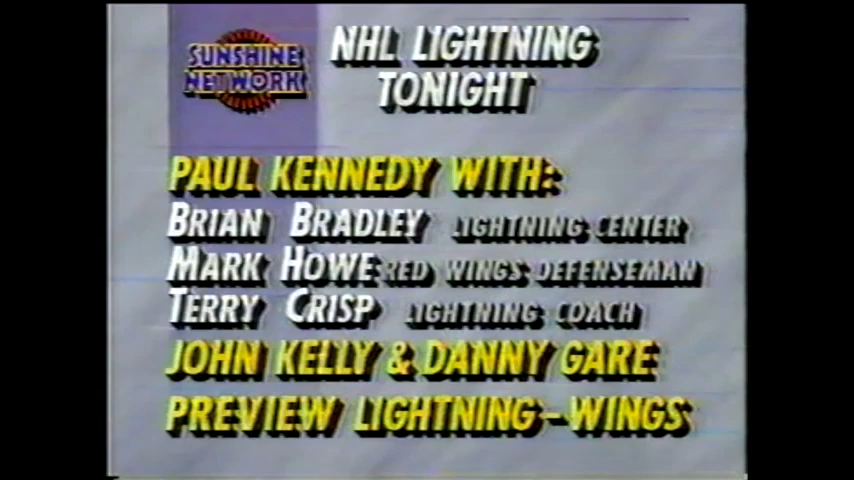 SUNSHINE
NETWORK
NHL LIGHTNING
TONIGHT
PAUL KENNEDY WITH:
BRIAN BRADLEY LIGHTNING CENTER
MARK HOWE RED WINGS DEFENSEMAN
TERRY CRISP LIGHTNING COACH
JOHN KELLY & DANNY GARE
PREVIEW LIGHTNING-WINGS